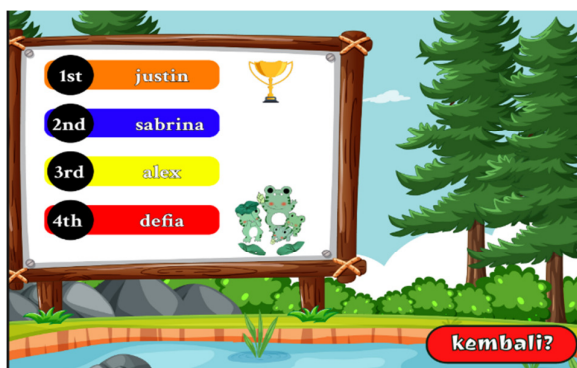 1st justin
2nd sabrina
3rd alex
4th defia
kembali?